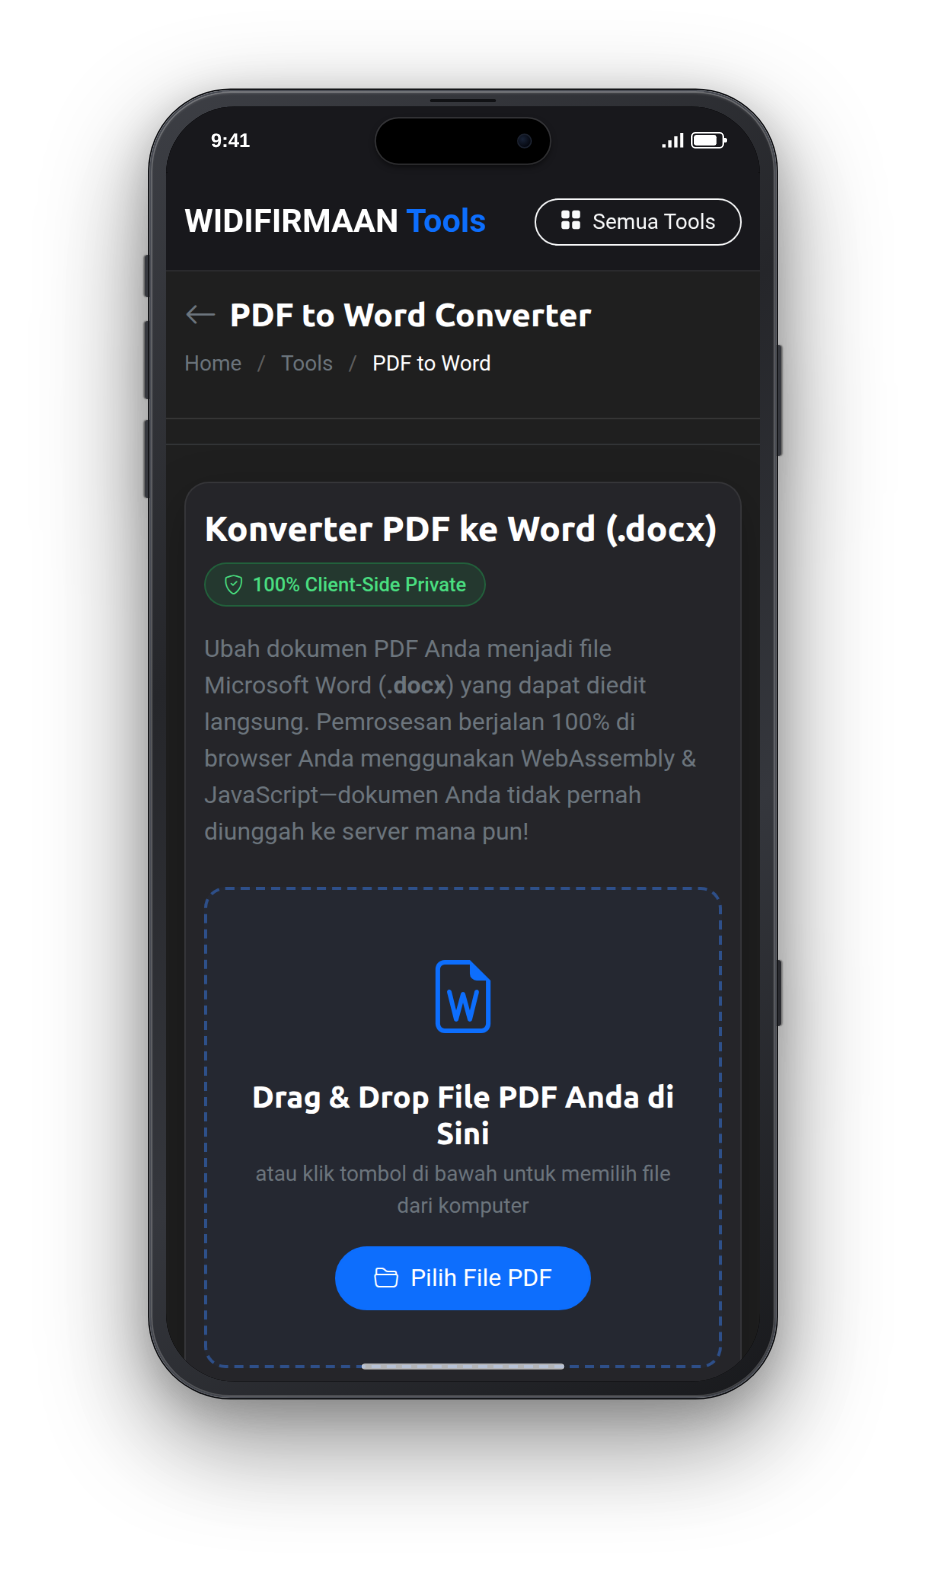 9:41
WIDIFIRMAAN Tools
Semua Tools
PDF to Word Converter
Home / Tools / PDF to Word
Konverter PDF ke Word (.docx)
100% Client-Side Private
Ubah dokumen PDF Anda menjadi file
Microsoft Word (.docx) yang dapat diedit
langsung. Pemrosesan berjalan 100% di
browser Anda menggunakan WebAssembly &
JavaScript—dokumen Anda tidak pernah
diunggah ke server mana pun!
W
Drag & Drop File PDF Anda di
Sini
atau klik tombol di bawah untuk memilih file
dari komputer
Pilih File PDF